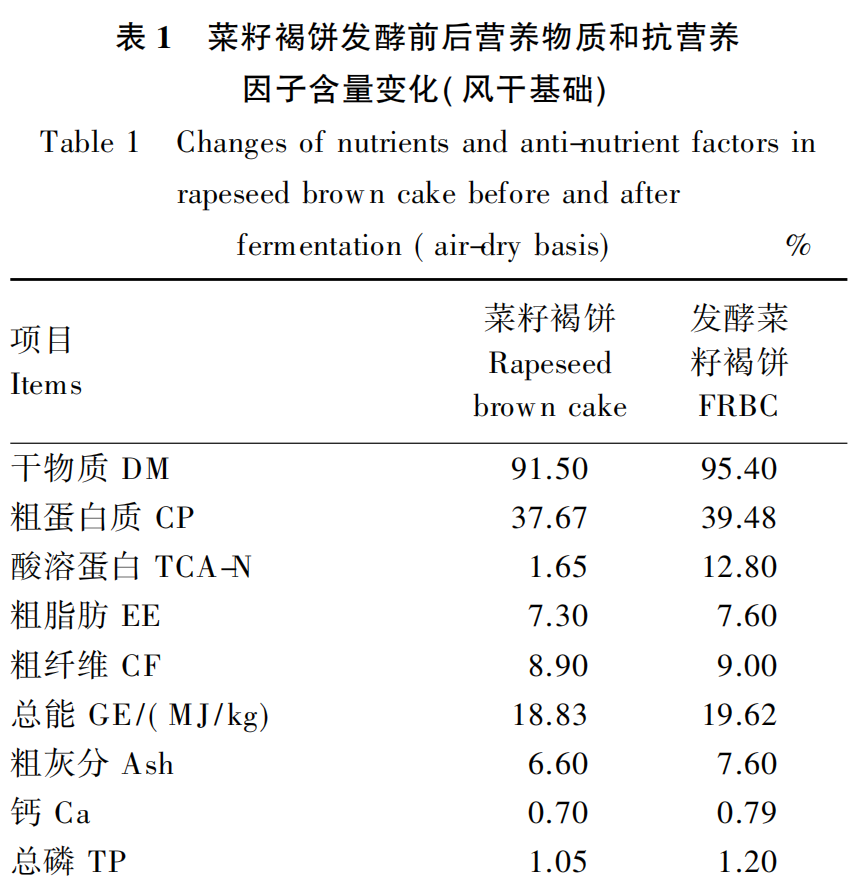 表 1 菜籽褐饼发酵前后营养物质和抗营养
因子含量变化( 风干基础)
Table 1 Changes of nutrients and anti-nutrient factors in
rapeseed brown cake before and after
fermentation ( air-dry basis) %
项目
Items
菜籽褐饼
Rapeseed
brown cake
发酵菜
籽褐饼
FRBC
干物质 DM 91.50 95.40
粗蛋白质 CP 37.67 39.48
酸溶蛋白 TCA-N 1.65 12.80
粗脂肪 EE 7.30 7.60
粗纤维 CF 8.90 9.00
总能 GE/( MJ/kg) 18.83 19.62
粗灰分 Ash 6.60 7.60
钙 Ca 0.70 0.79
总磷 TP 1.05 1.20